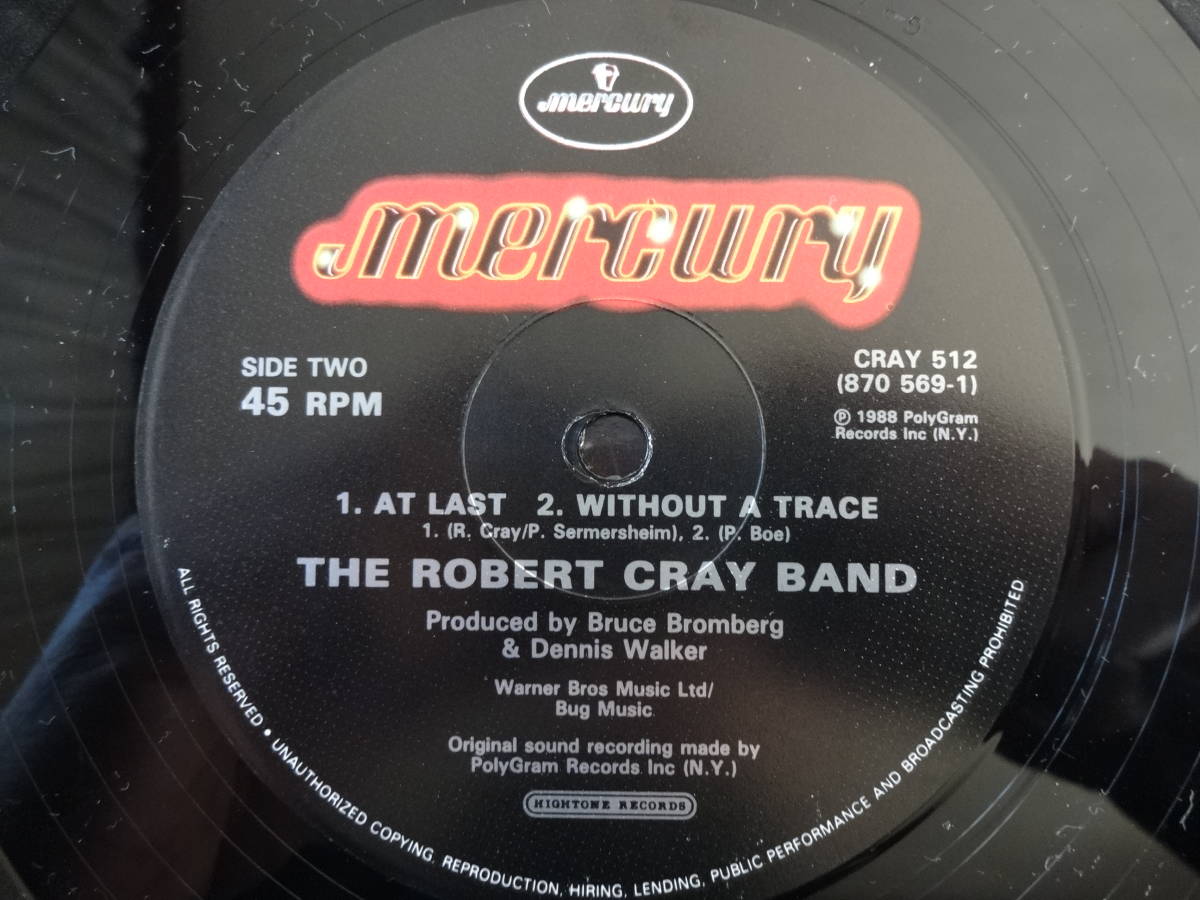 mercury
mercury
SIDE TWO
45 RPM
CRAY 512
(870 569-1)
℗ 1988 PolyGram
Records Inc (N.Y.)
1. AT LAST 2. WITHOUT A TRACE
1. (R. Cray/P. Sermersheim), 2. (P. Boe)
THE ROBERT CRAY BAND
Produced by Bruce Bromberg
& Dennis Walker
Warner Bros Music Ltd/
Bug Music
Original sound recording made by
PolyGram Records Inc (N.Y.)
HIGHTONE RECORDS
ALL RIGHTS RESERVED • UNAUTHORIZED COPYING, REPRODUCTION, HIRING, LENDING, PUBLIC PERFORMANCE AND BROADCASTING PROHIBITED